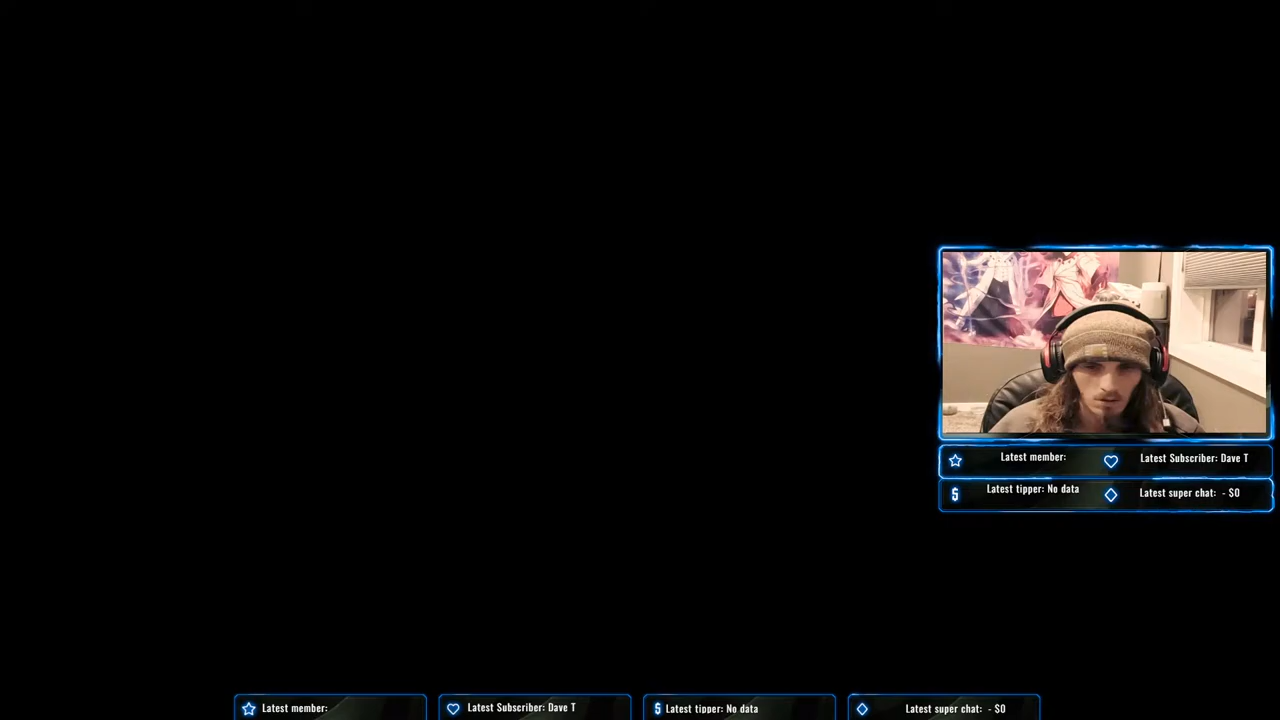 Latest member:
Latest Subscriber: Dave T
Latest tipper: No data
Latest super chat:  - $0
Latest member:
Latest Subscriber: Dave T
Latest tipper: No data
Latest super chat:  - $0